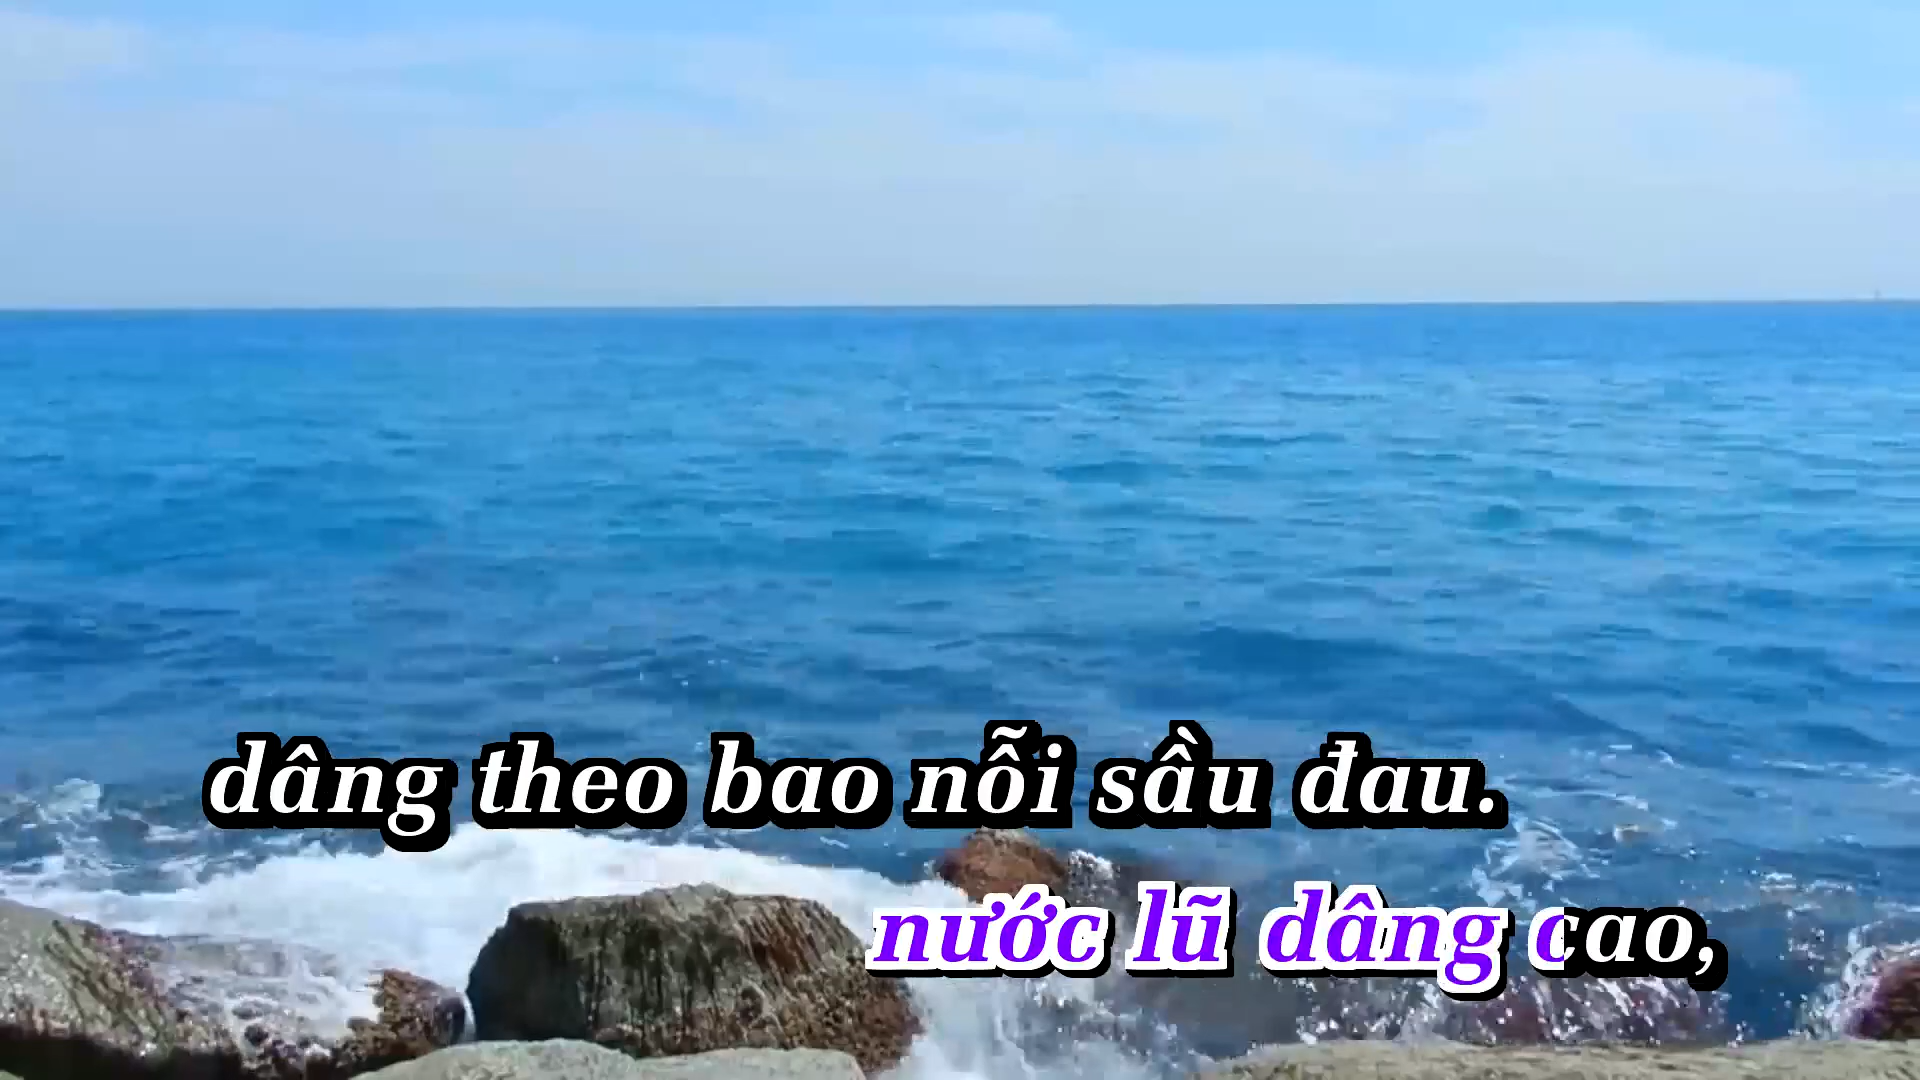 dâng theo bao nỗi sầu đau.
nước lũ dâng cao,